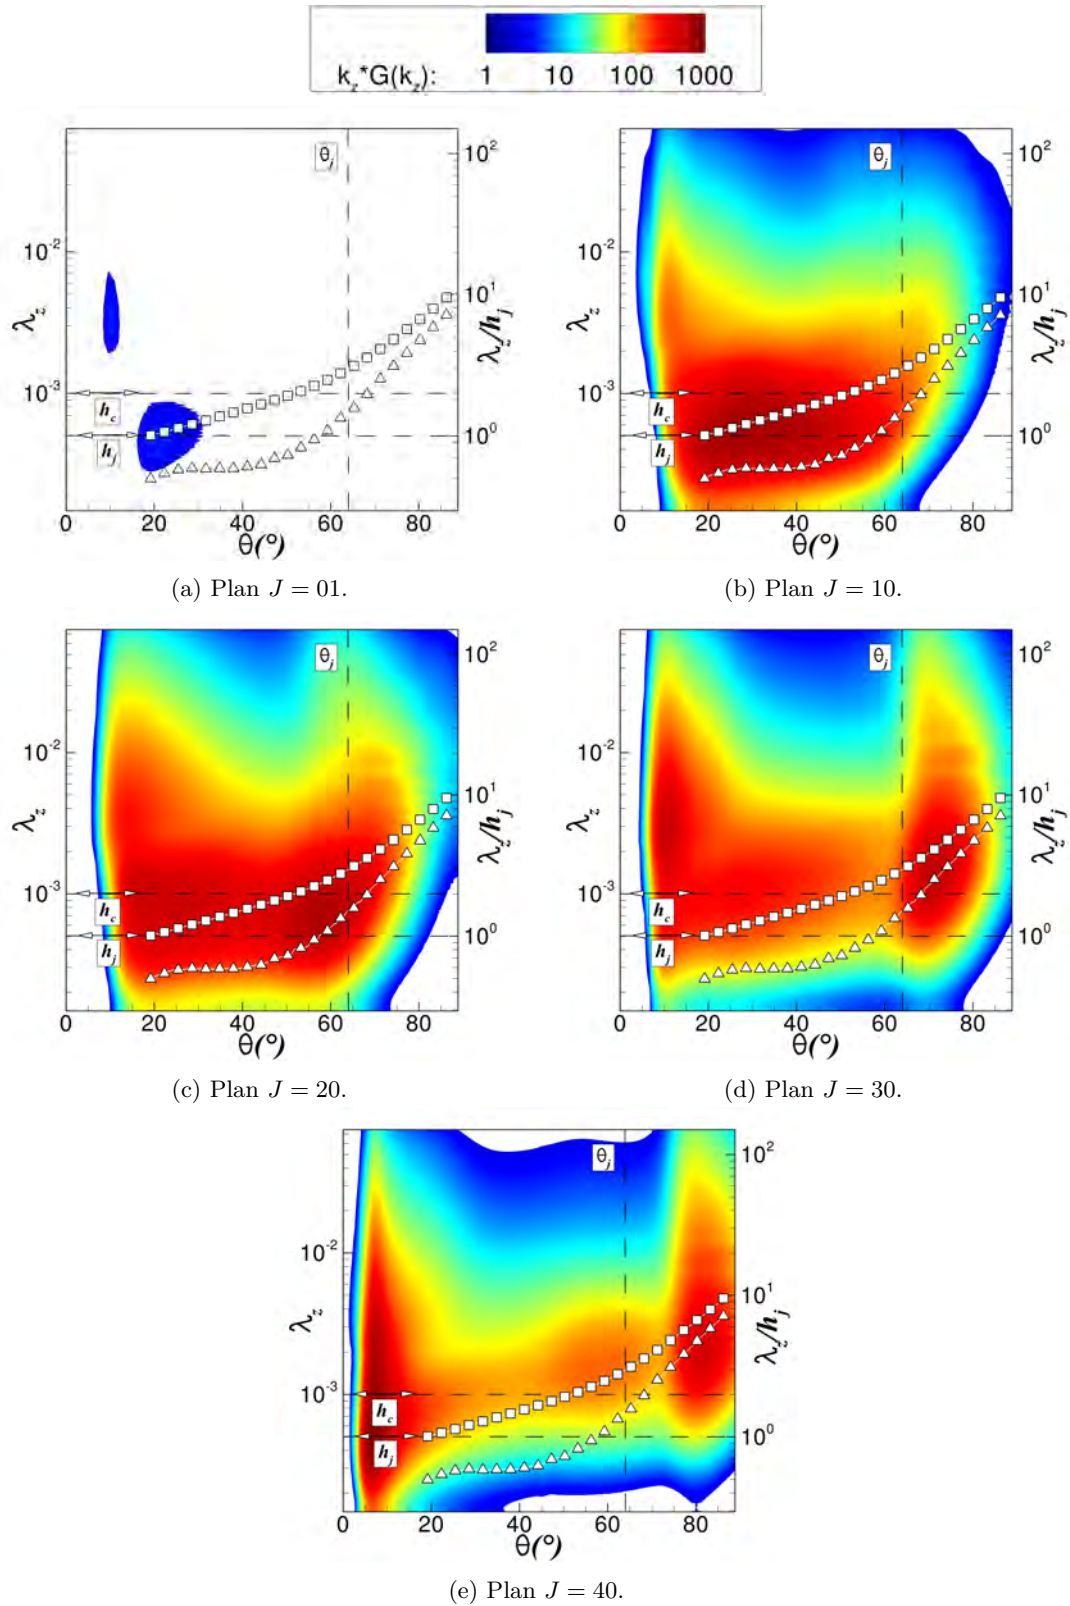 k_z*G(k_z): 1 10 100 1000
θ_j
10^2
10^-2
10^1
λ_z
λ_z/h_j
10^-3
h_c
10^0
h_j
0 20 40 60 80
θ(°)
(a) Plan J = 01.
θ_j
10^2
10^-2
10^1
λ_z
λ_z/h_j
10^-3
h_c
10^0
h_j
0 20 40 60 80
θ(°)
(b) Plan J = 10.
θ_j
10^2
10^-2
10^1
λ_z
λ_z/h_j
10^-3
h_c
10^0
h_j
0 20 40 60 80
θ(°)
(c) Plan J = 20.
θ_j
10^2
10^-2
10^1
λ_z
λ_z/h_j
10^-3
h_c
10^0
h_j
0 20 40 60 80
θ(°)
(d) Plan J = 30.
θ_j
10^2
10^-2
10^1
λ_z
λ_z/h_j
10^-3
h_c
10^0
h_j
0 20 40 60 80
θ(°)
(e) Plan J = 40.